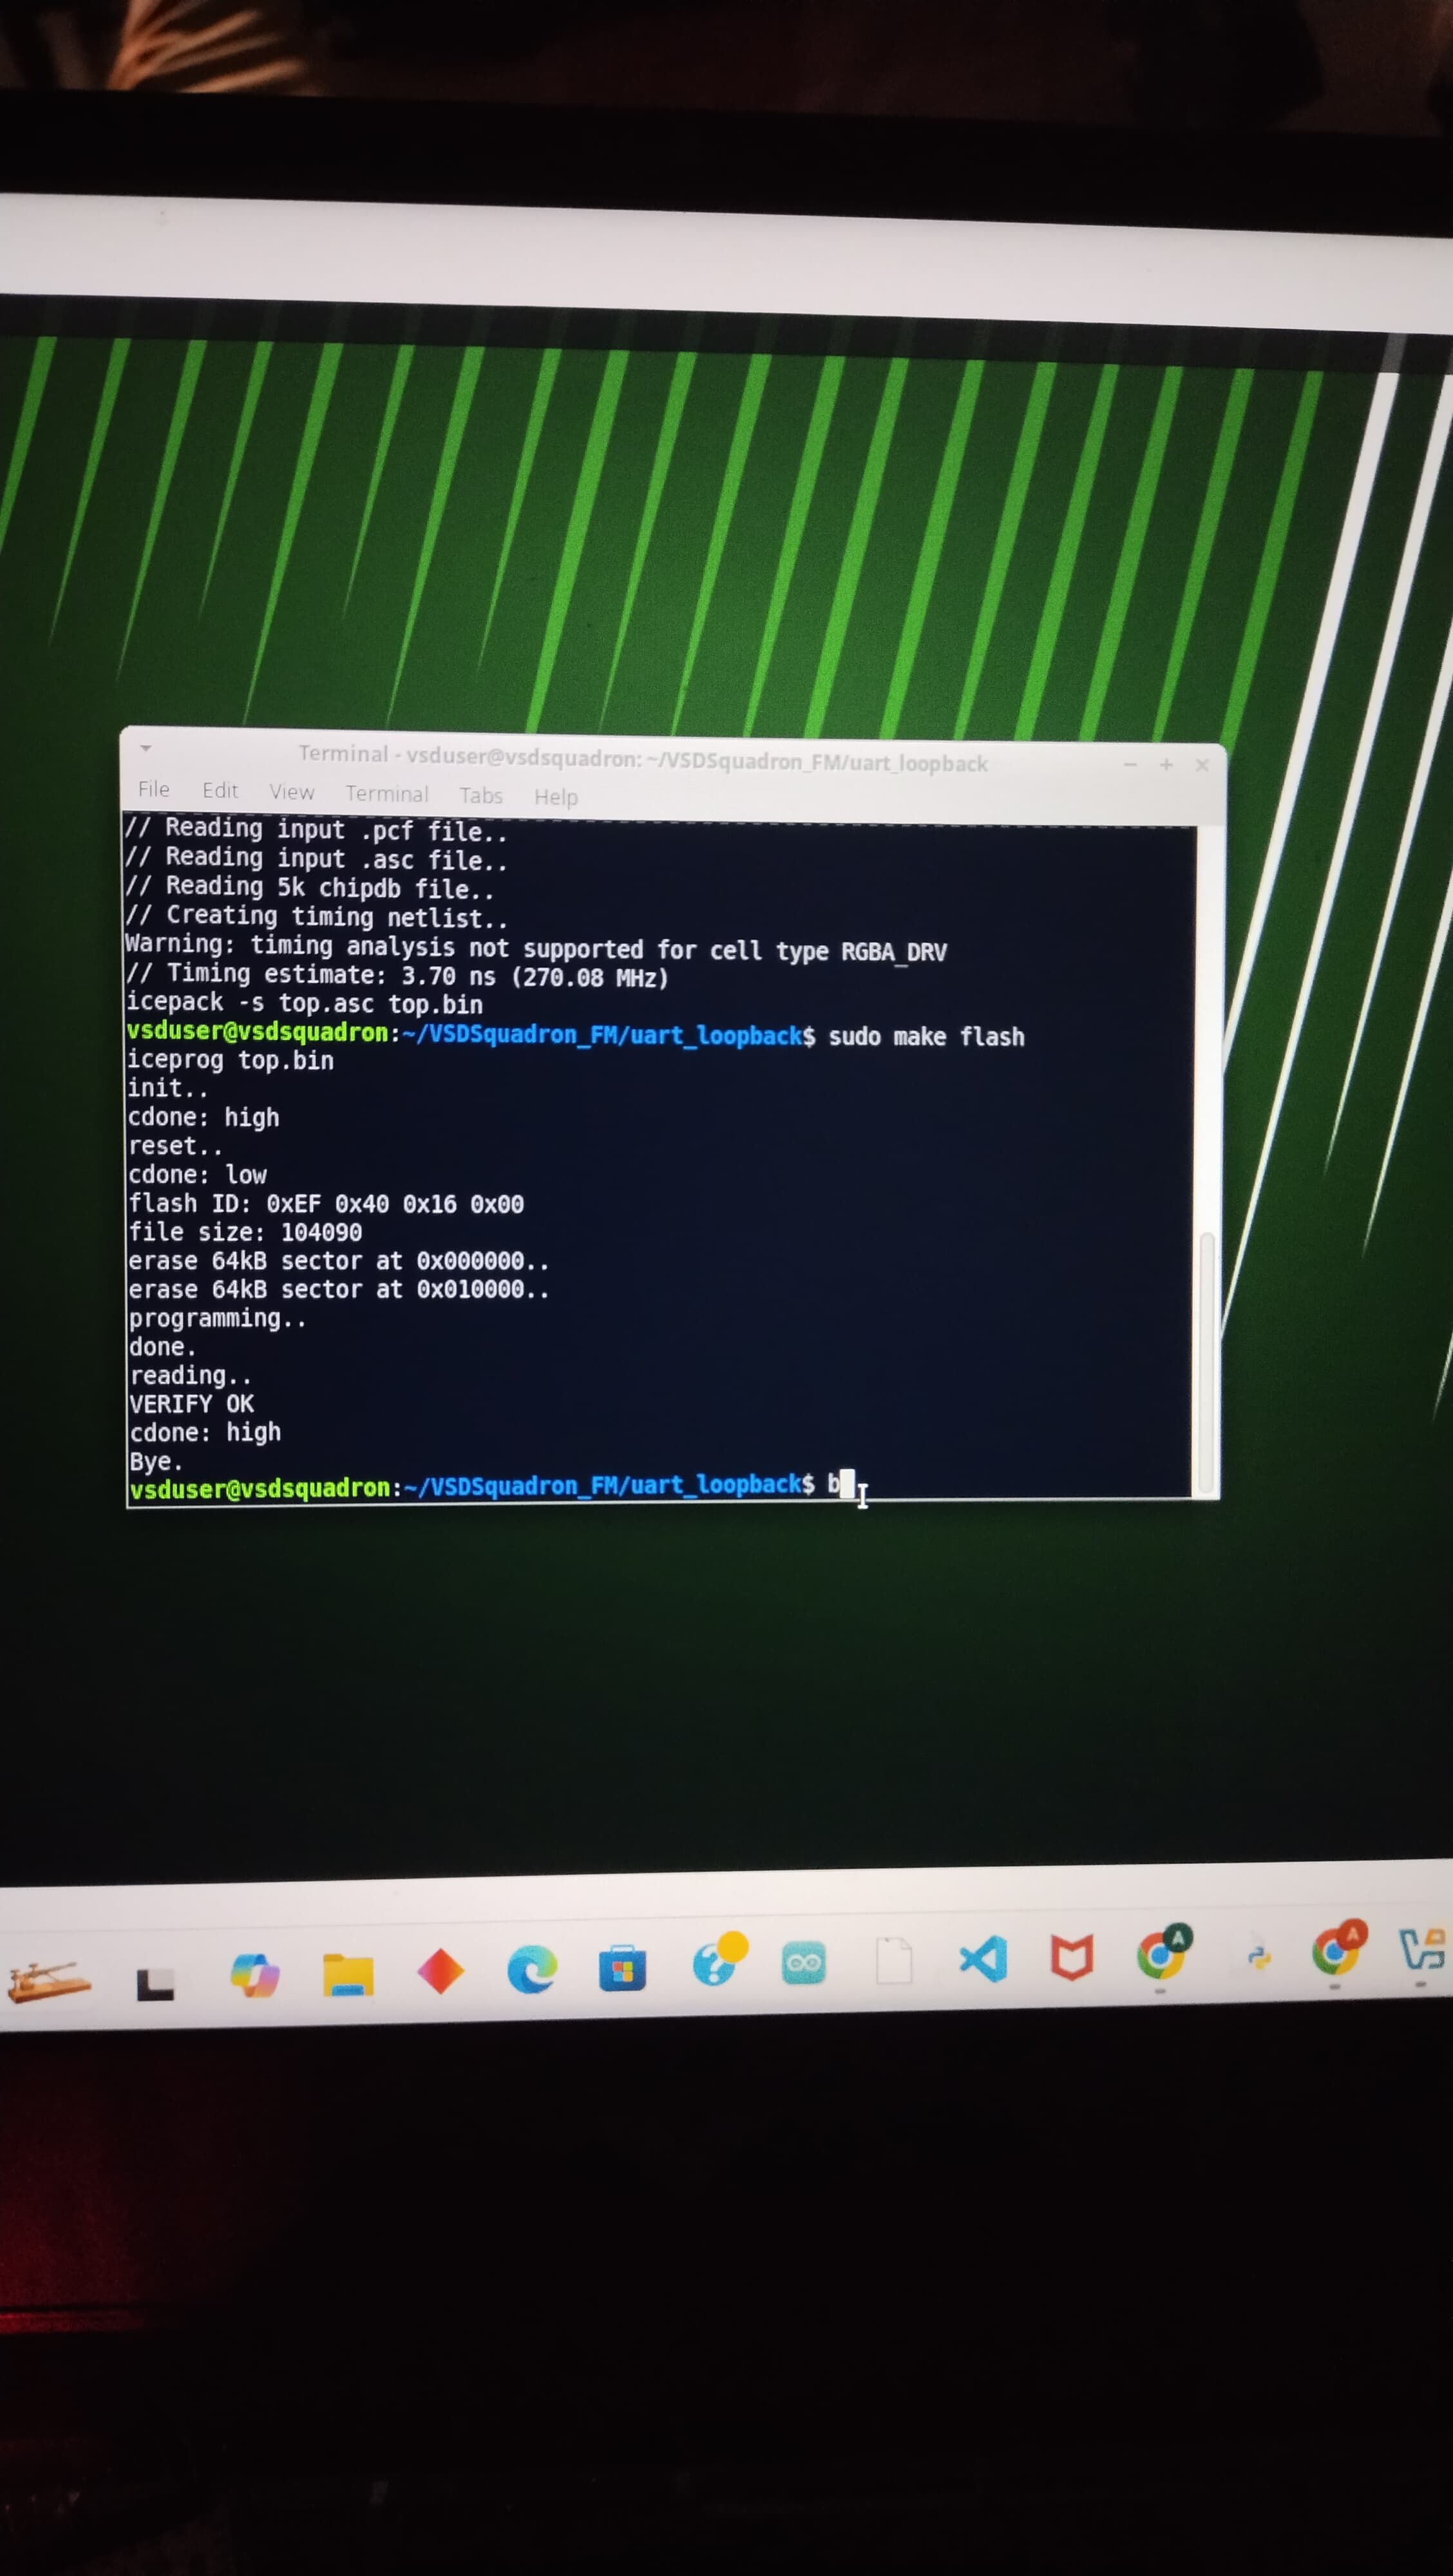 Terminal - vsduser@vsdsquadron: ~/VSDSquadron_FM/uart_loopback
File Edit View Terminal Tabs Help
// Reading input .pcf file..
// Reading input .asc file..
// Reading 5k chipdb file..
// Creating timing netlist..
Warning: timing analysis not supported for cell type RGBA_DRV
// Timing estimate: 3.70 ns (270.08 MHz)
icepack -s top.asc top.bin
vsduser@vsdsquadron:~/VSDSquadron_FM/uart_loopback$ sudo make flash
iceprog top.bin
init..
cdone: high
reset..
cdone: low
flash ID: 0xEF 0x40 0x16 0x00
file size: 104090
erase 64kB sector at 0x000000..
erase 64kB sector at 0x010000..
programming..
done.
reading..
VERIFY OK
cdone: high
Bye.
vsduser@vsdsquadron:~/VSDSquadron_FM/uart_loopback$ b
A A